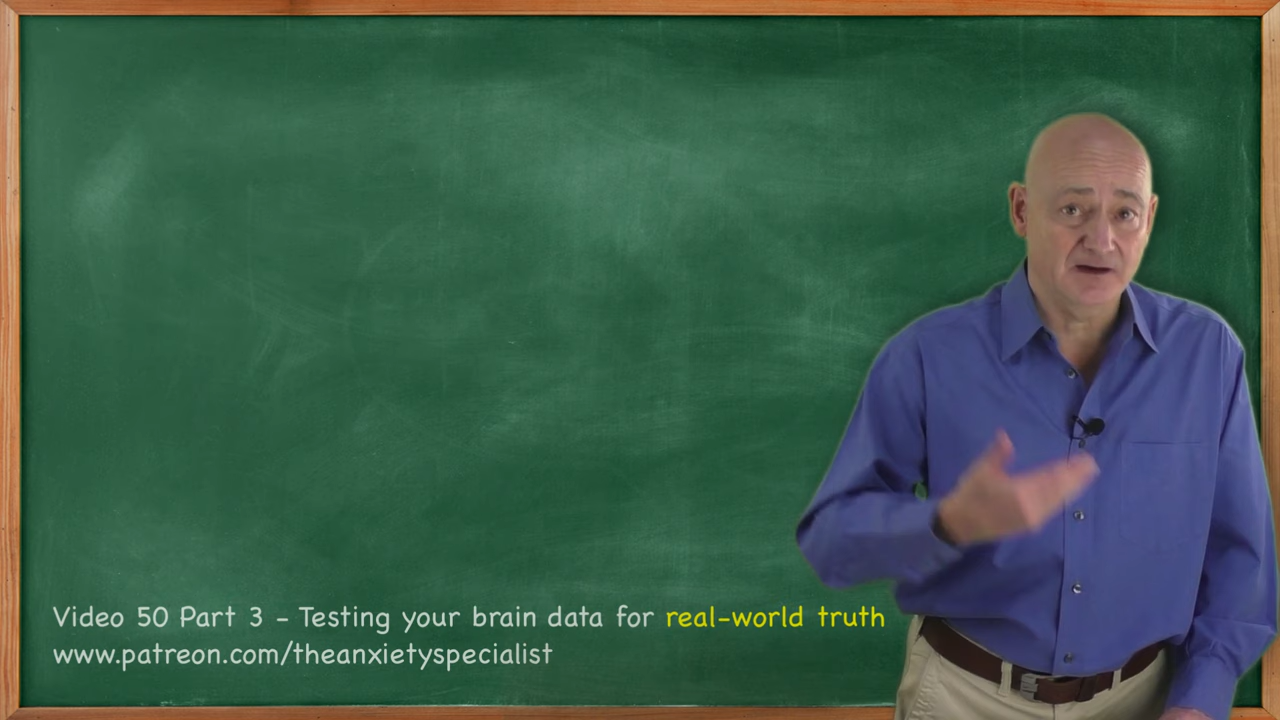 Video 50 Part 3 - Testing your brain data for real-world truth
www.patreon.com/theanxietyspecialist